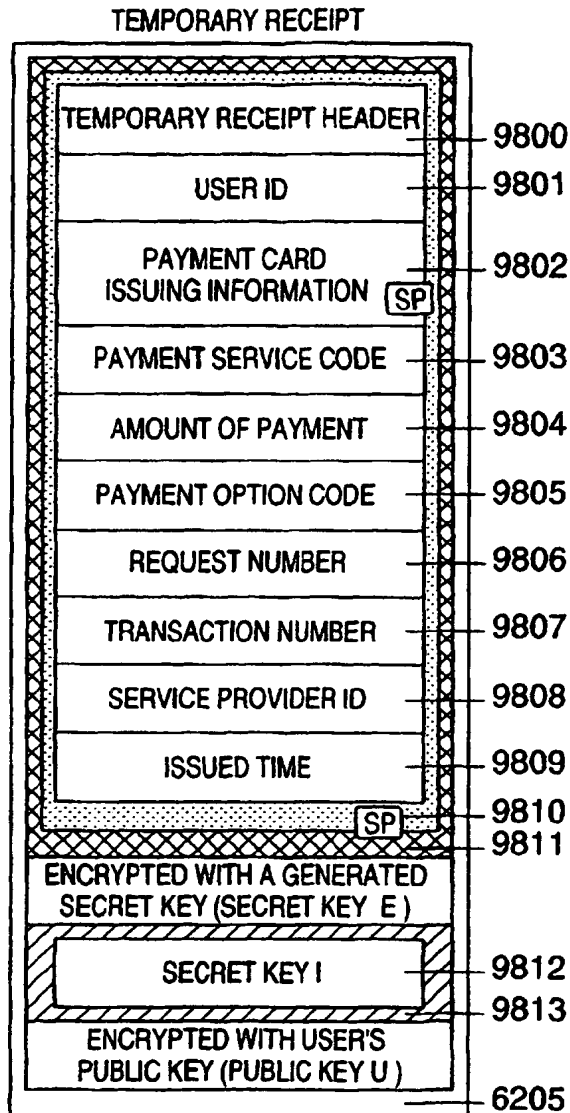 TEMPORARY RECEIPT
TEMPORARY RECEIPT HEADER
9800
USER ID
9801
PAYMENT CARD
ISSUING INFORMATION
SP
9802
PAYMENT SERVICE CODE
9803
AMOUNT OF PAYMENT
9804
PAYMENT OPTION CODE
9805
REQUEST NUMBER
9806
TRANSACTION NUMBER
9807
SERVICE PROVIDER ID
9808
ISSUED TIME
9809
SP
9810
9811
ENCRYPTED WITH A GENERATED
SECRET KEY (SECRET KEY E)
SECRET KEY I
9812
9813
ENCRYPTED WITH USER'S
PUBLIC KEY (PUBLIC KEY U)
6205